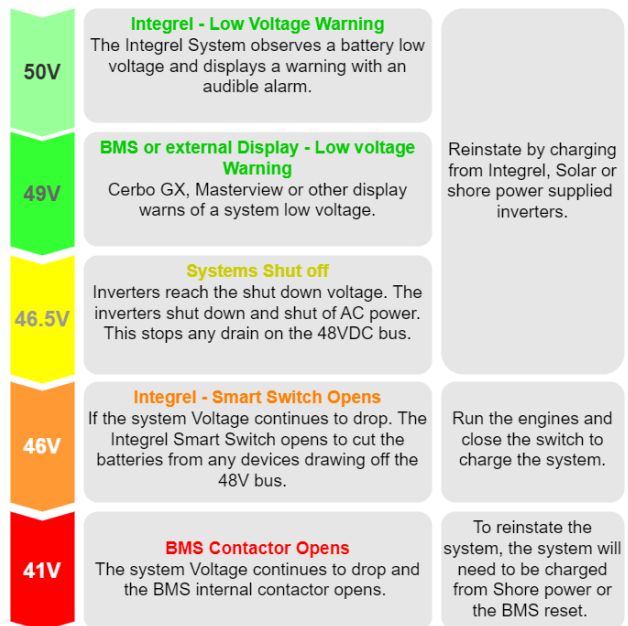 50V
Integrel - Low Voltage Warning
The Integrel System observes a battery low
voltage and displays a warning with an
audible alarm.
49V
BMS or external Display - Low voltage
Warning
Cerbo GX, Masterview or other display
warns of a system low voltage.
46.5V
Systems Shut off
Inverters reach the shut down voltage. The
inverters shut down and shut of AC power.
This stops any drain on the 48VDC bus.
Reinstate by charging
from Integrel, Solar or
shore power supplied
inverters.
46V
Integrel - Smart Switch Opens
If the system Voltage continues to drop. The
Integrel Smart Switch opens to cut the
batteries from any devices drawing off the
48V bus.
Run the engines and
close the switch to
charge the system.
41V
BMS Contactor Opens
The system Voltage continues to drop and
the BMS internal contactor opens.
To reinstate the
system, the system will
need to be charged
from Shore power or
the BMS reset.